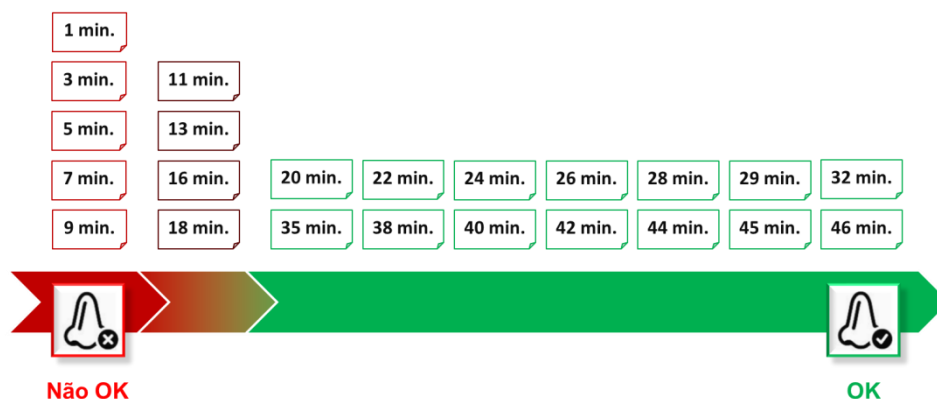 1 min.
3 min. 11 min.
5 min. 13 min.
7 min. 16 min. 20 min. 22 min. 24 min. 26 min. 28 min. 29 min. 32 min.
9 min. 18 min. 35 min. 38 min. 40 min. 42 min. 44 min. 45 min. 46 min.
Não OK OK